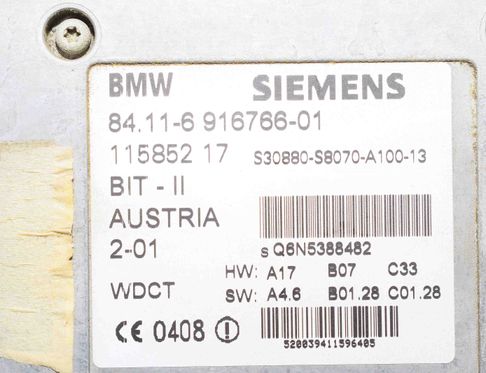 BMW SIEMENS
84.11-6 916766-01
115852 17 S30880-S8070-A100-13
BIT - II
AUSTRIA
2-01 s Q6N5388482
HW: A17 B07 C33
WDCT SW: A4.6 B01.28 C01.28
CE 0408
520039411596405